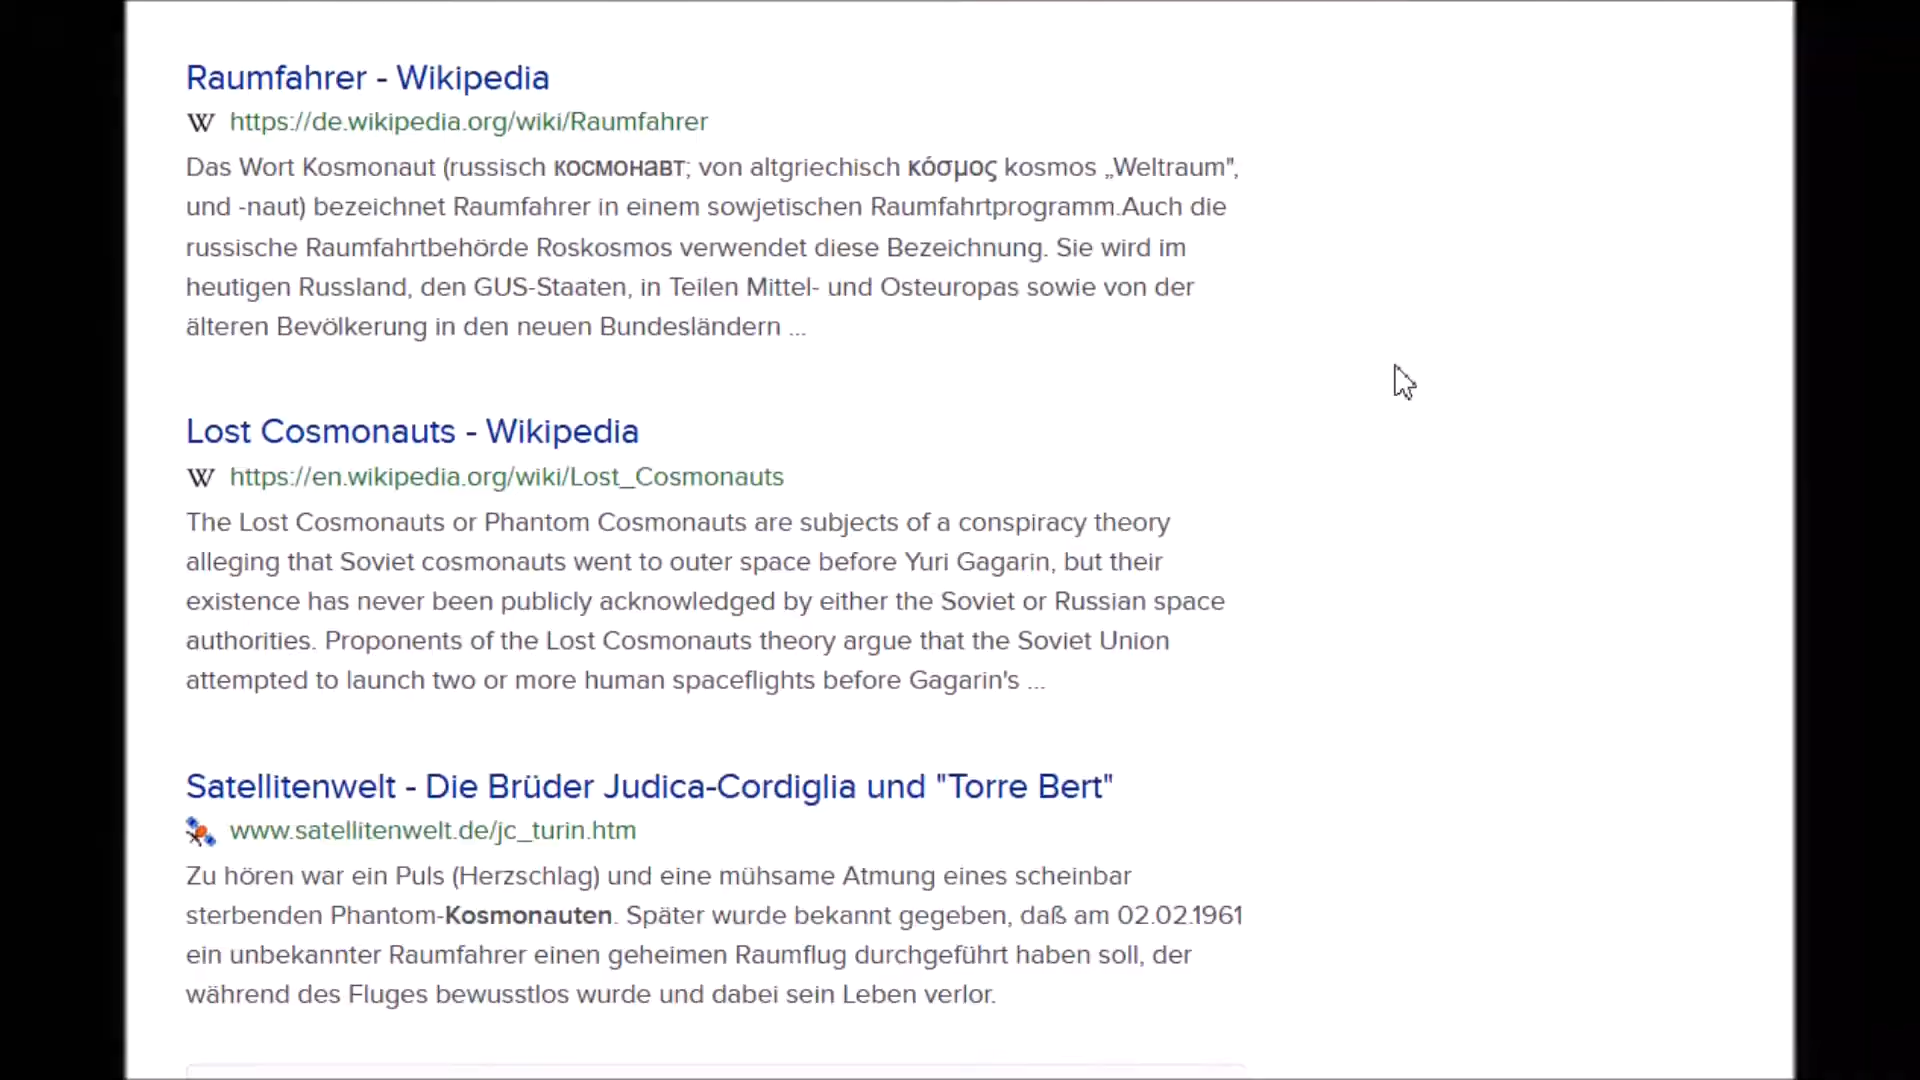 Raumfahrer - Wikipedia
W https://de.wikipedia.org/wiki/Raumfahrer
Das Wort Kosmonaut (russisch космонавт; von altgriechisch κόσμος kosmos „Weltraum",
und -naut) bezeichnet Raumfahrer in einem sowjetischen Raumfahrtprogramm.Auch die
russische Raumfahrtbehörde Roskosmos verwendet diese Bezeichnung. Sie wird im
heutigen Russland, den GUS-Staaten, in Teilen Mittel- und Osteuropas sowie von der
älteren Bevölkerung in den neuen Bundesländern ...
Lost Cosmonauts - Wikipedia
W https://en.wikipedia.org/wiki/Lost_Cosmonauts
The Lost Cosmonauts or Phantom Cosmonauts are subjects of a conspiracy theory
alleging that Soviet cosmonauts went to outer space before Yuri Gagarin, but their
existence has never been publicly acknowledged by either the Soviet or Russian space
authorities. Proponents of the Lost Cosmonauts theory argue that the Soviet Union
attempted to launch two or more human spaceflights before Gagarin's ...
Satellitenwelt - Die Brüder Judica-Cordiglia und "Torre Bert"
www.satellitenwelt.de/jc_turin.htm
Zu hören war ein Puls (Herzschlag) und eine mühsame Atmung eines scheinbar
sterbenden Phantom-Kosmonauten. Später wurde bekannt gegeben, daß am 02.02.1961
ein unbekannter Raumfahrer einen geheimen Raumflug durchgeführt haben soll, der
während des Fluges bewusstlos wurde und dabei sein Leben verlor.